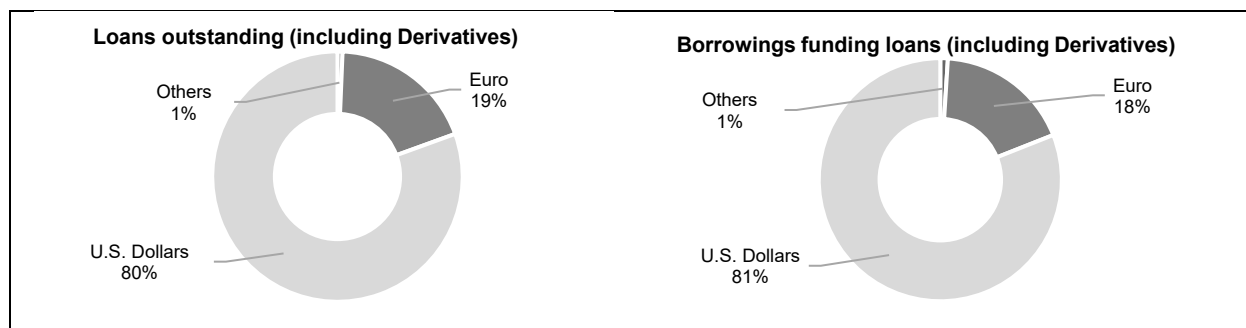 Loans outstanding (including Derivatives)
Others
1%
Euro
19%
U.S. Dollars
80%
Borrowings funding loans (including Derivatives)
Others
1%
Euro
18%
U.S. Dollars
81%